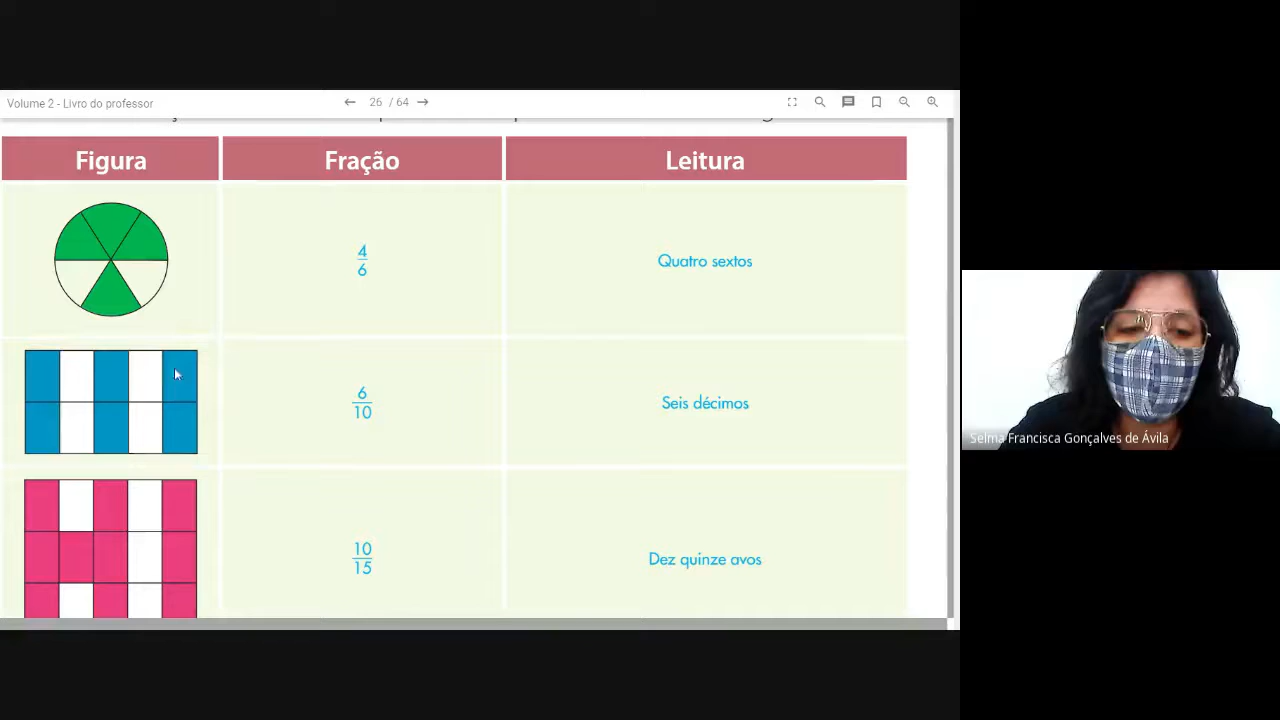 Volume 2 - Livro do professor
26 / 64
Figura Fração Leitura
4
6
Quatro sextos
6
10
Seis décimos
10
15
Dez quinze avos
Selma Francisca Gonçalves de Ávila